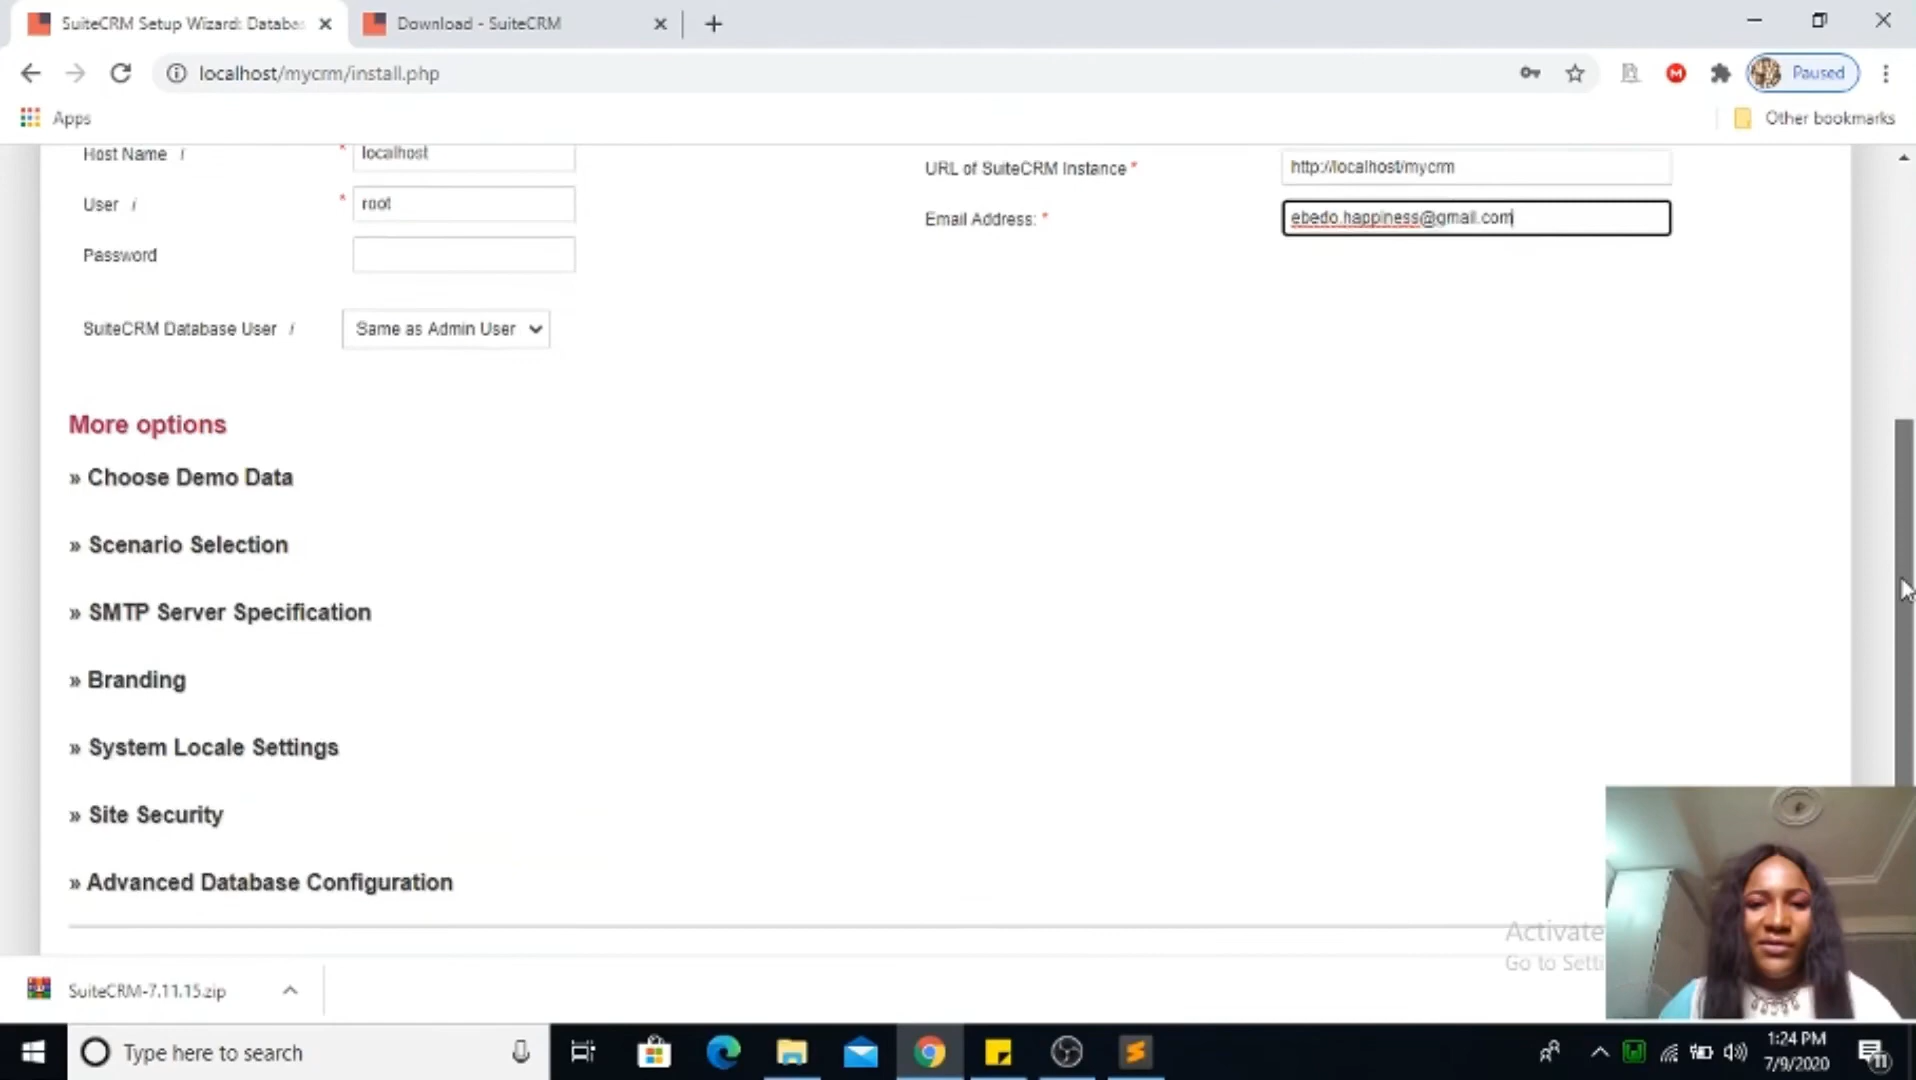 SuiteCRM Setup Wizard: Databas
Download - SuiteCRM
localhost/mycrm/install.php
Paused
Apps
Other bookmarks
Host Name i * localhost
URL of SuiteCRM Instance * http://localhost/mycrm
User i * root
Email Address: * ebedo.happiness@gmail.com
Password
SuiteCRM Database User i Same as Admin User
More options
» Choose Demo Data
» Scenario Selection
» SMTP Server Specification
» Branding
» System Locale Settings
» Site Security
» Advanced Database Configuration
Activate
Go to Setti
SuiteCRM-7.11.15.zip
Type here to search
1:24 PM
7/9/2020
11